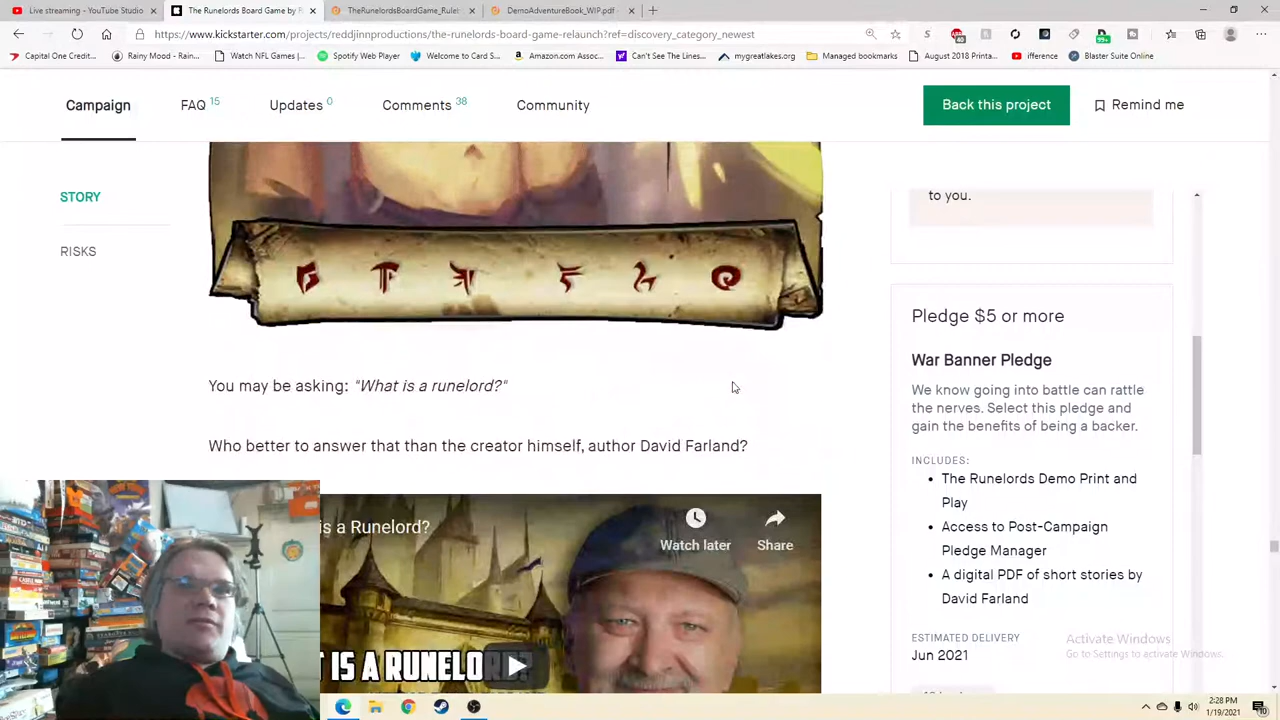 Live streaming - YouTube Studio
The Runelords Board Game by R
TheRunelordsBoardGame_Rulel
DemoAdventureBook_WIP.pdf -
https://www.kickstarter.com/projects/reddjinnproductions/the-runelords-board-game-relaunch?ref=discovery_category_newest
40
99+
Capital One Credit...
Rainy Mood - Rain...
Watch LVL Games |...
Spotify Web Player
Welcome to Card S...
Amazon.com Assoc...
Can't See The Lines...
mygreatlakes.org
Managed bookmarks
August 2018 Printa...
ifference
Blaster Suite Online
Campaign
FAQ 15
Updates 0
Comments 38
Community
Back this project
Remind me
STORY
RISKS
to you.
You may be asking: "What is a runelord?"
Who better to answer that than the creator himself, author David Farland?
is a Runelord?
Watch later
Share
T IS A RUNELORD?
Pledge $5 or more
War Banner Pledge
We know going into battle can rattle
the nerves. Select this pledge and
gain the benefits of being a backer.
INCLUDES:
• The Runelords Demo Print and
Play
• Access to Post-Campaign
Pledge Manager
• A digital PDF of short stories by
David Farland
ESTIMATED DELIVERY
Jun 2021
Activate Windows
Go to Settings to activate Windows.
2:28 PM
1/19/2021